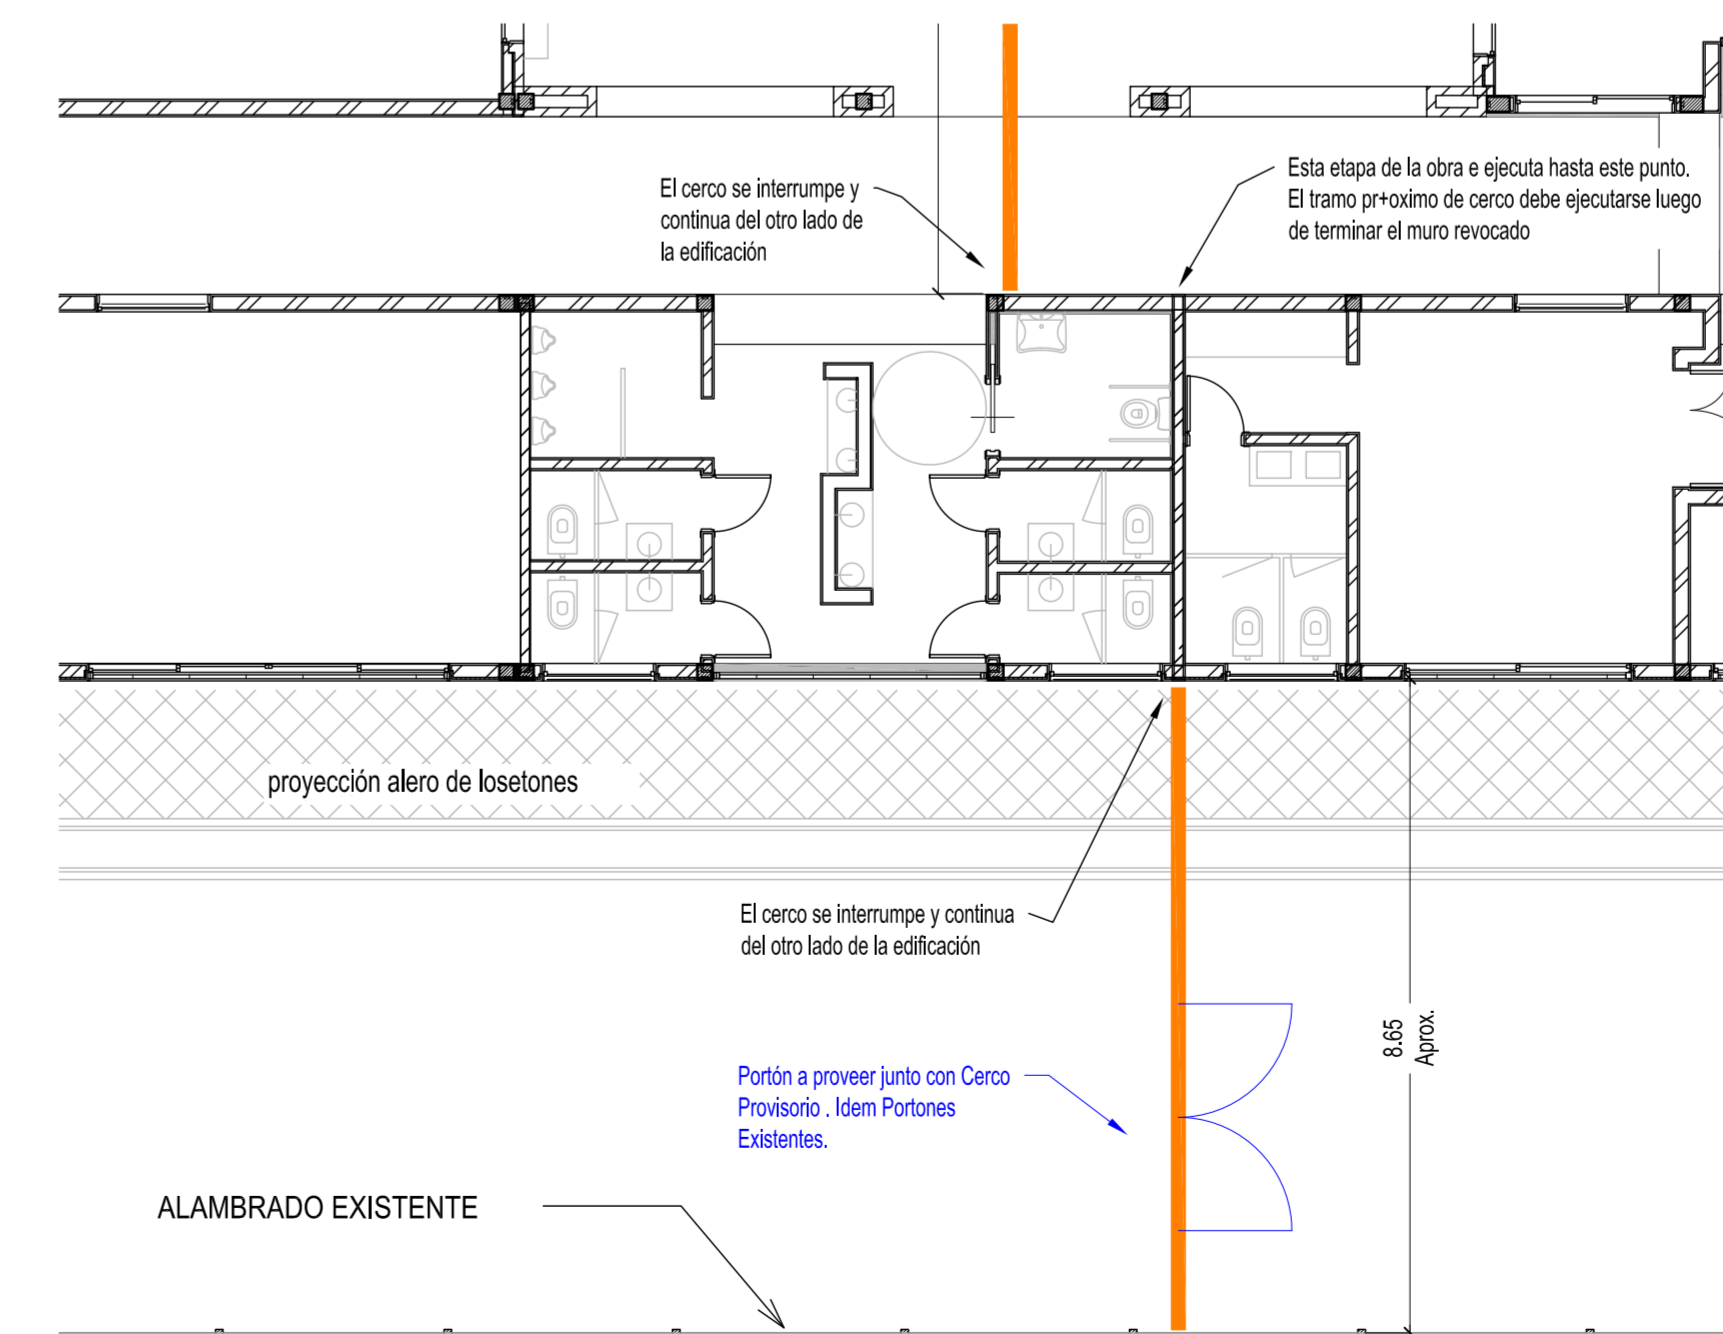 El cerco se interrumpe y
continua del otro lado de
la edificación
Esta etapa de la obra e ejecuta hasta este punto.
El tramo pr+oximo de cerco debe ejecutarse luego
de terminar el muro revocado
proyección alero de losetones
El cerco se interrumpe y continua
del otro lado de la edificación
8.65
Aprox.
Portón a proveer junto con Cerco
Provisorio . Idem Portones
Existentes.
ALAMBRADO EXISTENTE